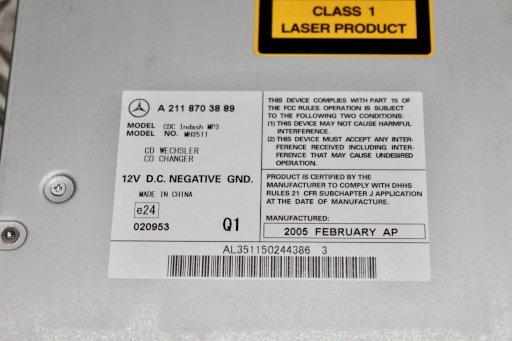 CLASS 1
LASER PRODUCT
A 211 870 38 89
MODEL CDC Indash MP3
MODEL NO. MH3511
CD WECHSLER
CD CHANGER
12V D.C. NEGATIVE GND.
MADE IN CHINA
e24
020953 Q1
THIS DEVICE COMPLIES WITH PART 15 OF
THE FCC RULES. OPERATION IS SUBJECT
TO THE FOLLOWING TWO CONDITIONS:
(1) THIS DEVICE MAY NOT CAUSE HARMFUL
INTERFERENCE.
(2) THIS DEVICE MUST ACCEPT ANY INTER-
FERENCE RECEIVED INCLUDING INTER-
FERENCE THAT MAY CAUSE UNDESIRED
OPERATION.
PRODUCT IS CERTIFIED BY THE
MANUFACTURER TO COMPLY WITH DHHS
RULES 21 CFR SUBCHAPTER J APPLICATION
AT THE DATE OF MANUFACTURE.
MANUFACTURED:
2005 FEBRUARY AP
AL351150244386 3